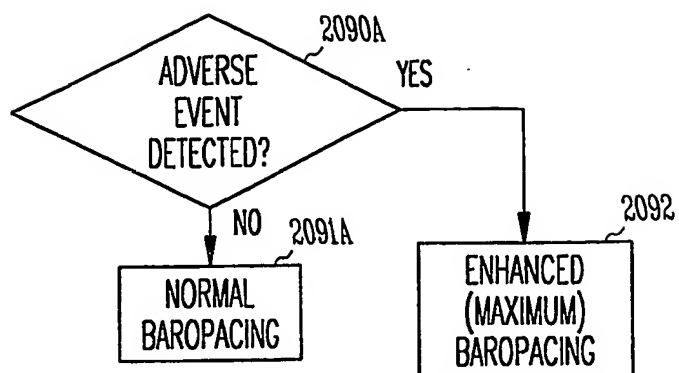 2090A
ADVERSE
EVENT
DETECTED?
YES
NO
2091A
NORMAL
BAROPACING
2092
ENHANCED
(MAXIMUM)
BAROPACING